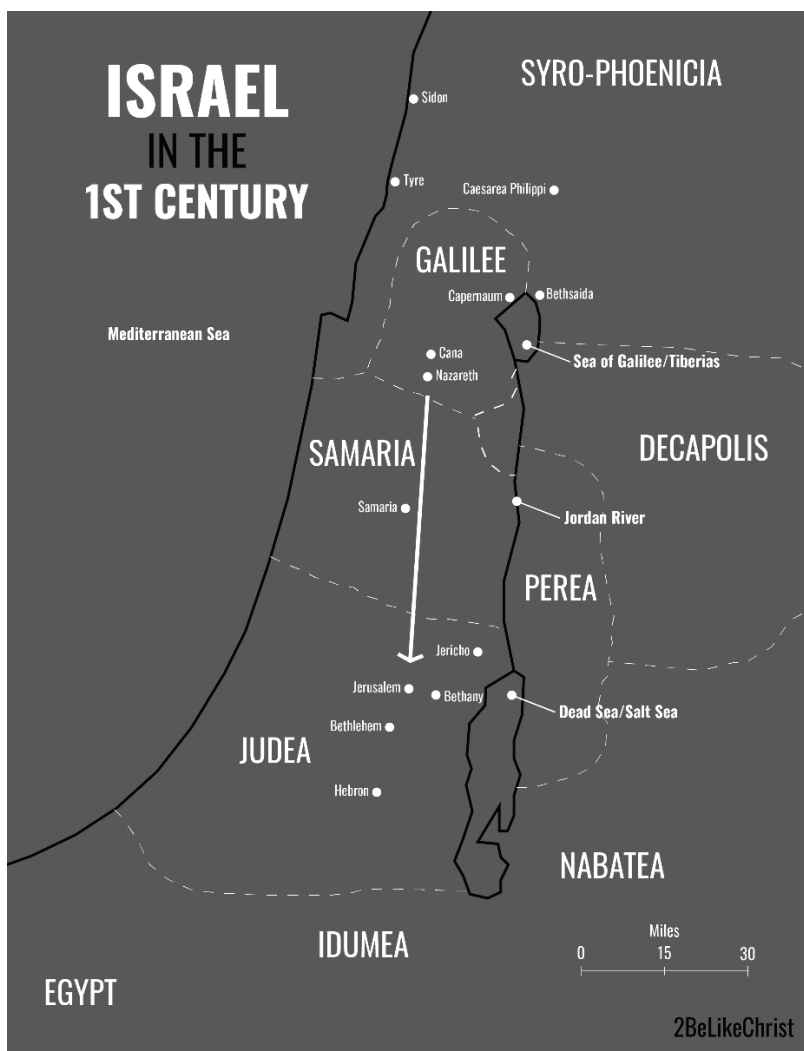 ISRAEL
IN THE
1ST CENTURY
SYRO-PHOENICIA
Sidon
Tyre
Caesarea Philippi
GALILEE
Capernaum
Bethsaida
Mediterranean Sea
Cana
Sea of Galilee/Tiberias
Nazareth
SAMARIA
DECAPOLIS
Samaria
Jordan River
PEREA
Jericho
Jerusalem
Bethany
Dead Sea/Salt Sea
Bethlehem
JUDEA
Hebron
NABATEA
IDUMEA
Miles
0 15 30
EGYPT
2BeLikeChrist